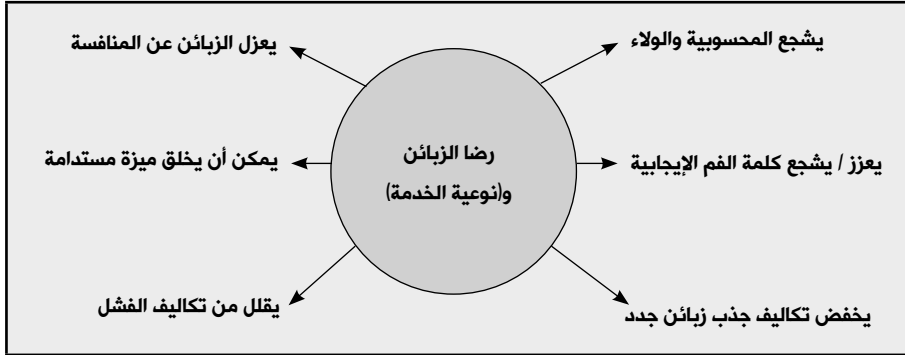 يشجع المحسوبية والولاء
يعزل الزبائن عن المنافسة
رضا الزبائن
و(نوعية الخدمة)
يعزز / يشجع كلمة الفم الإيجابية
يمكن أن يخلق ميزة مستدامة
يخفض تكاليف جذب زبائن جدد
يقلل من تكاليف الفشل